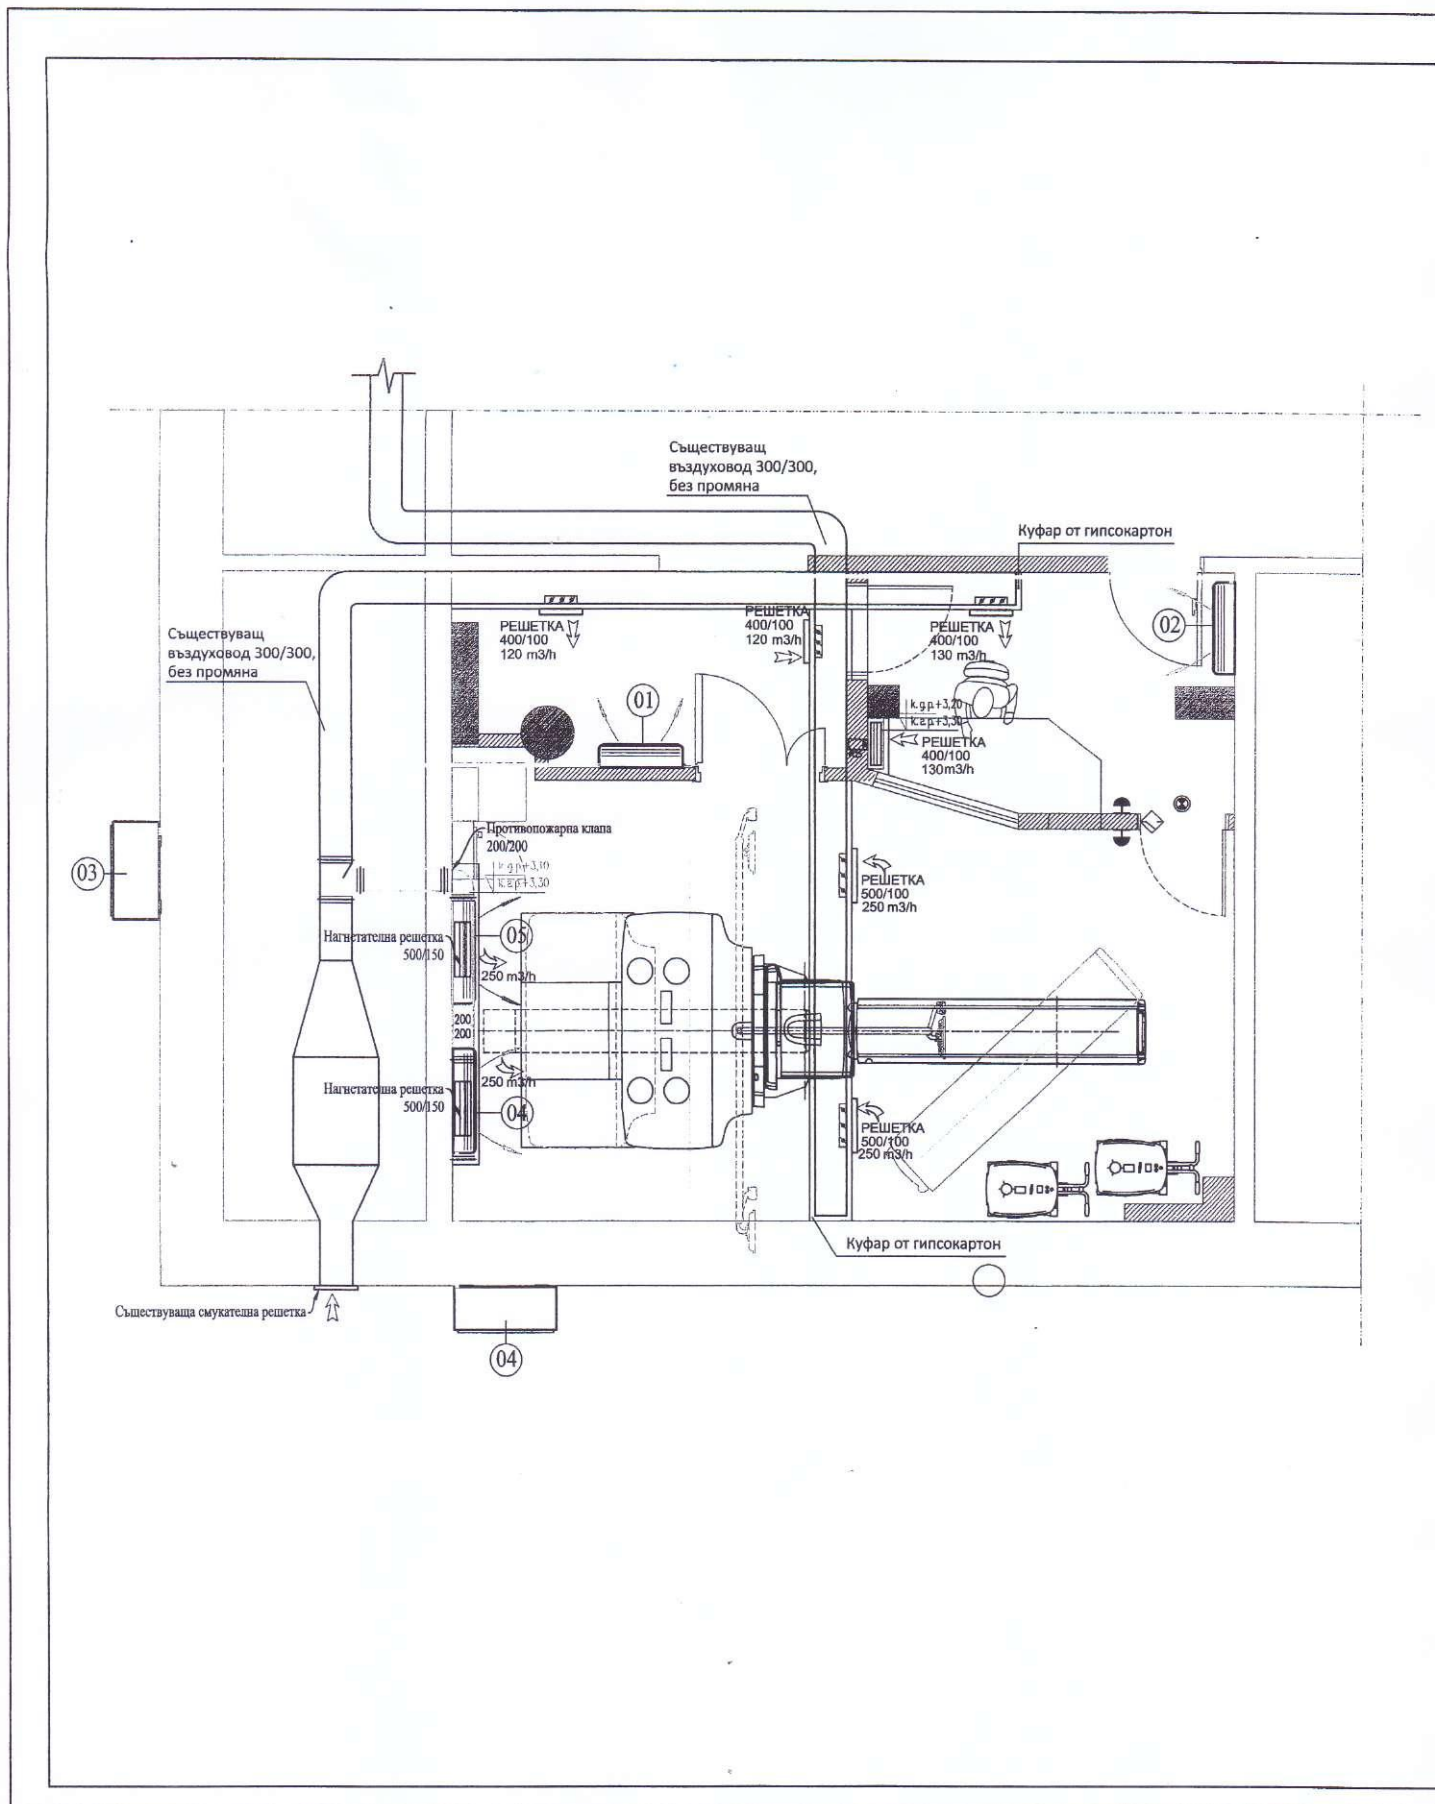 Съществуващ
въздуховод 300/300,
без промяна
Куфар от гипсокартон
Съществуващ
въздуховод 300/300,
без промяна
РЕШЕТКА
400/100
120 m3/h
РЕШЕТКА
400/100
120 m3/h
РЕШЕТКА
400/100
130 m3/h
02
01
к.г.р.+3,30
РЕШЕТКА
400/100
130m3/h
Противопожарна клапа
200/200
к.г.р.+3,30
03
РЕШЕТКА
500/100
250 m3/h
Нагнетателна решетка
500/150
05
250 m3/h
200
200
250 m3/h
Нагнетателна решетка
500/150
04
РЕШЕТКА
500/100
250 m3/h
Куфар от гипсокартон
Съществуваща смукателна решетка
04